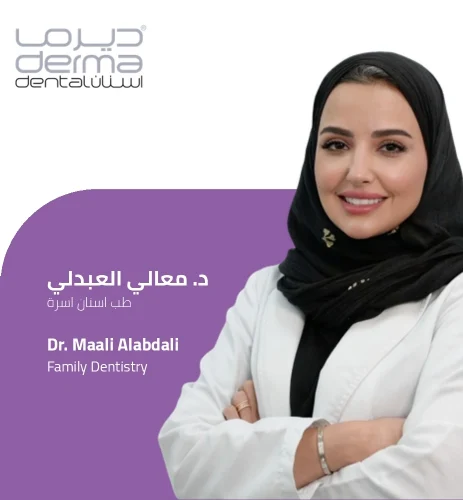 ديرما
derma
dental اسنان
د. معالي العبدلي
طب اسنان اسرة
Dr. Maali Alabdali
Family Dentistry